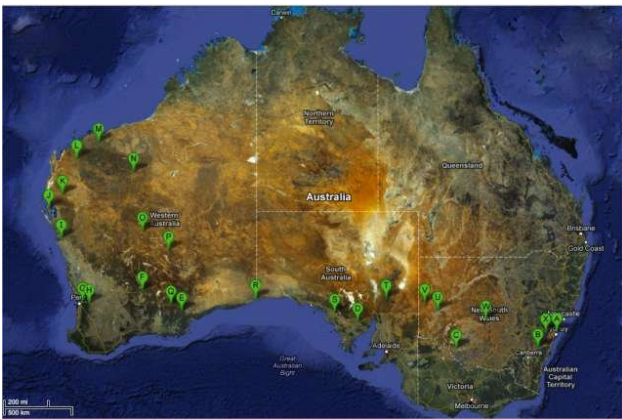 Darwin
Northern
Territory
Queensland
Australia
Western
Australia
Brisbane
Gold Coast
South
Australia
New South
Wales
Adelaide
Canberra
Great
Australian
Bight
Australian
Capital
Territory
Victoria
Melbourne
M
L
N
K
J
I
O
P
F
H
Q
E
R
S
T
V
U
A
B
200 mi
500 km